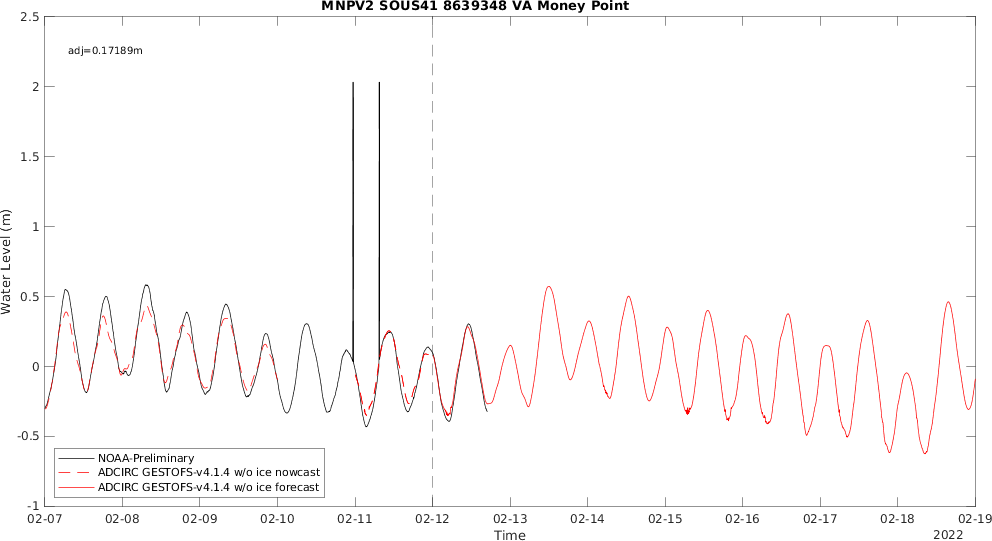 MNPV2 SOUS41 8639348 VA Money Point
2.5
adj=0.17189m
2
1.5
1
0.5
0
-0.5
-1
Water Level (m)
NOAA-Preliminary
ADCIRC GESTOFS-v4.1.4 w/o ice nowcast
ADCIRC GESTOFS-v4.1.4 w/o ice forecast
02-07 02-08 02-09 02-10 02-11 02-12 02-13 02-14 02-15 02-16 02-17 02-18 02-19
Time
2022